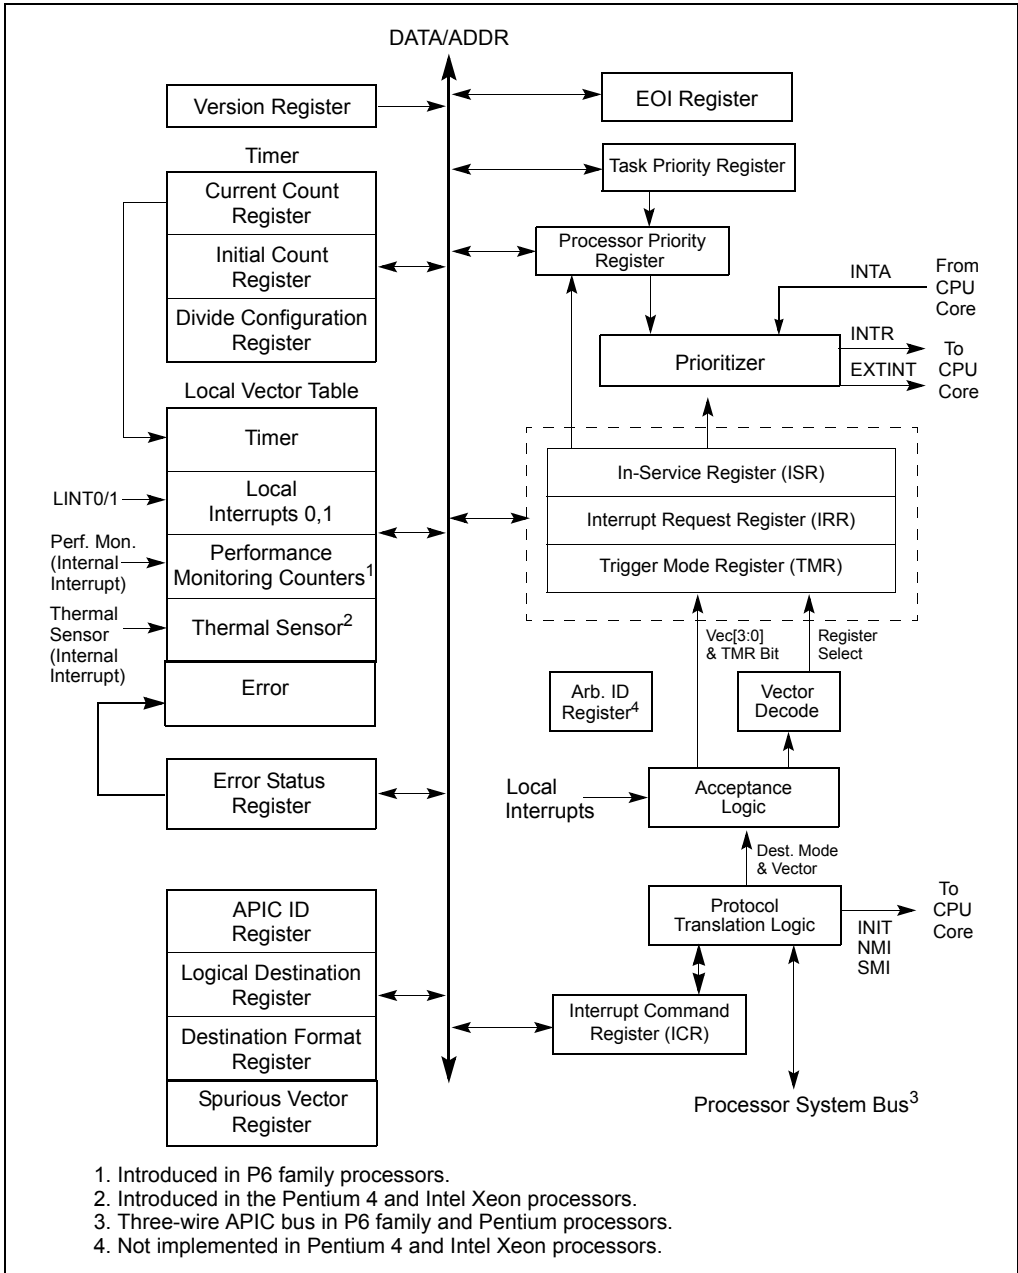 DATA/ADDR
Version Register
EOI Register
Timer
Current Count
Register
Initial Count
Register
Divide Configuration
Register
Task Priority Register
Processor Priority
Register
INTA
From
CPU
Core
Prioritizer
INTR
EXTINT
To
CPU
Core
Local Vector Table
Timer
LINT0/1
Local
Interrupts 0,1
Perf. Mon.
(Internal
Interrupt)
Performance
Monitoring Counters1
Thermal
Sensor
(Internal
Interrupt)
Thermal Sensor2
Error
In-Service Register (ISR)
Interrupt Request Register (IRR)
Trigger Mode Register (TMR)
Vec[3:0]
& TMR Bit
Register
Select
Arb. ID
Register4
Vector
Decode
Error Status
Register
Local
Interrupts
Acceptance
Logic
Dest. Mode
& Vector
Protocol
Translation Logic
INIT
NMI
SMI
To
CPU
Core
APIC ID
Register
Logical Destination
Register
Destination Format
Register
Spurious Vector
Register
Interrupt Command
Register (ICR)
Processor System Bus3
1. Introduced in P6 family processors.
2. Introduced in the Pentium 4 and Intel Xeon processors.
3. Three-wire APIC bus in P6 family and Pentium processors.
4. Not implemented in Pentium 4 and Intel Xeon processors.